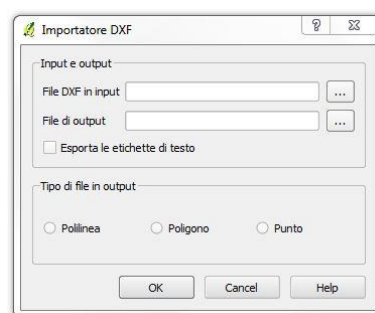 Importatore DXF
Input e output
File DXF in input ...
File di output ...
Esporta le etichette di testo
Tipo di file in output
Polilinea Poligono Punto
OK Cancel Help